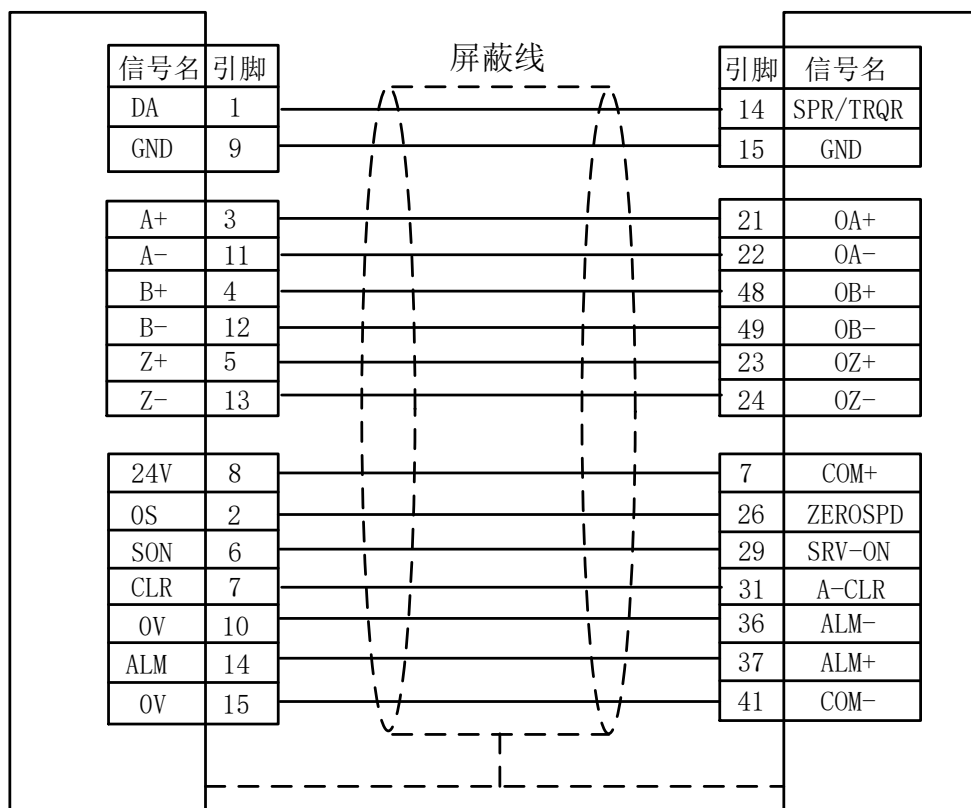 屏蔽线
信号名 引脚 引脚 信号名
DA 1 14 SPR/TRQR
GND 9 15 GND
A+ 3 21 OA+
A- 11 22 OA-
B+ 4 48 OB+
B- 12 49 OB-
Z+ 5 23 OZ+
Z- 13 24 OZ-
24V 8 7 COM+
OS 2 26 ZEROSPD
SON 6 29 SRV-ON
CLR 7 31 A-CLR
0V 10 36 ALM-
ALM 14 37 ALM+
0V 15 41 COM-